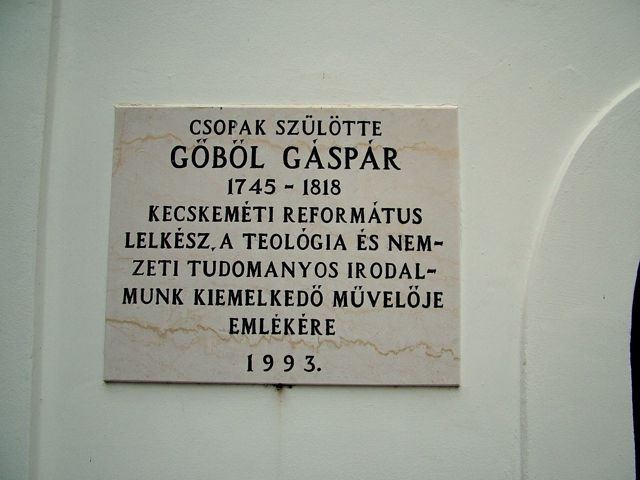 CSOPAK SZÜLÖTTE
GŐBŐL GÁSPÁR
1745 - 1818
KECSKEMÉTI REFORMÁTUS
LELKÉSZ, A TEOLÓGIA ÉS NEM-
ZETI TUDOMANYOS IRODAL-
MUNK KIEMELKEDŐ MŰVELŐJE
EMLÉKÉRE
1993.